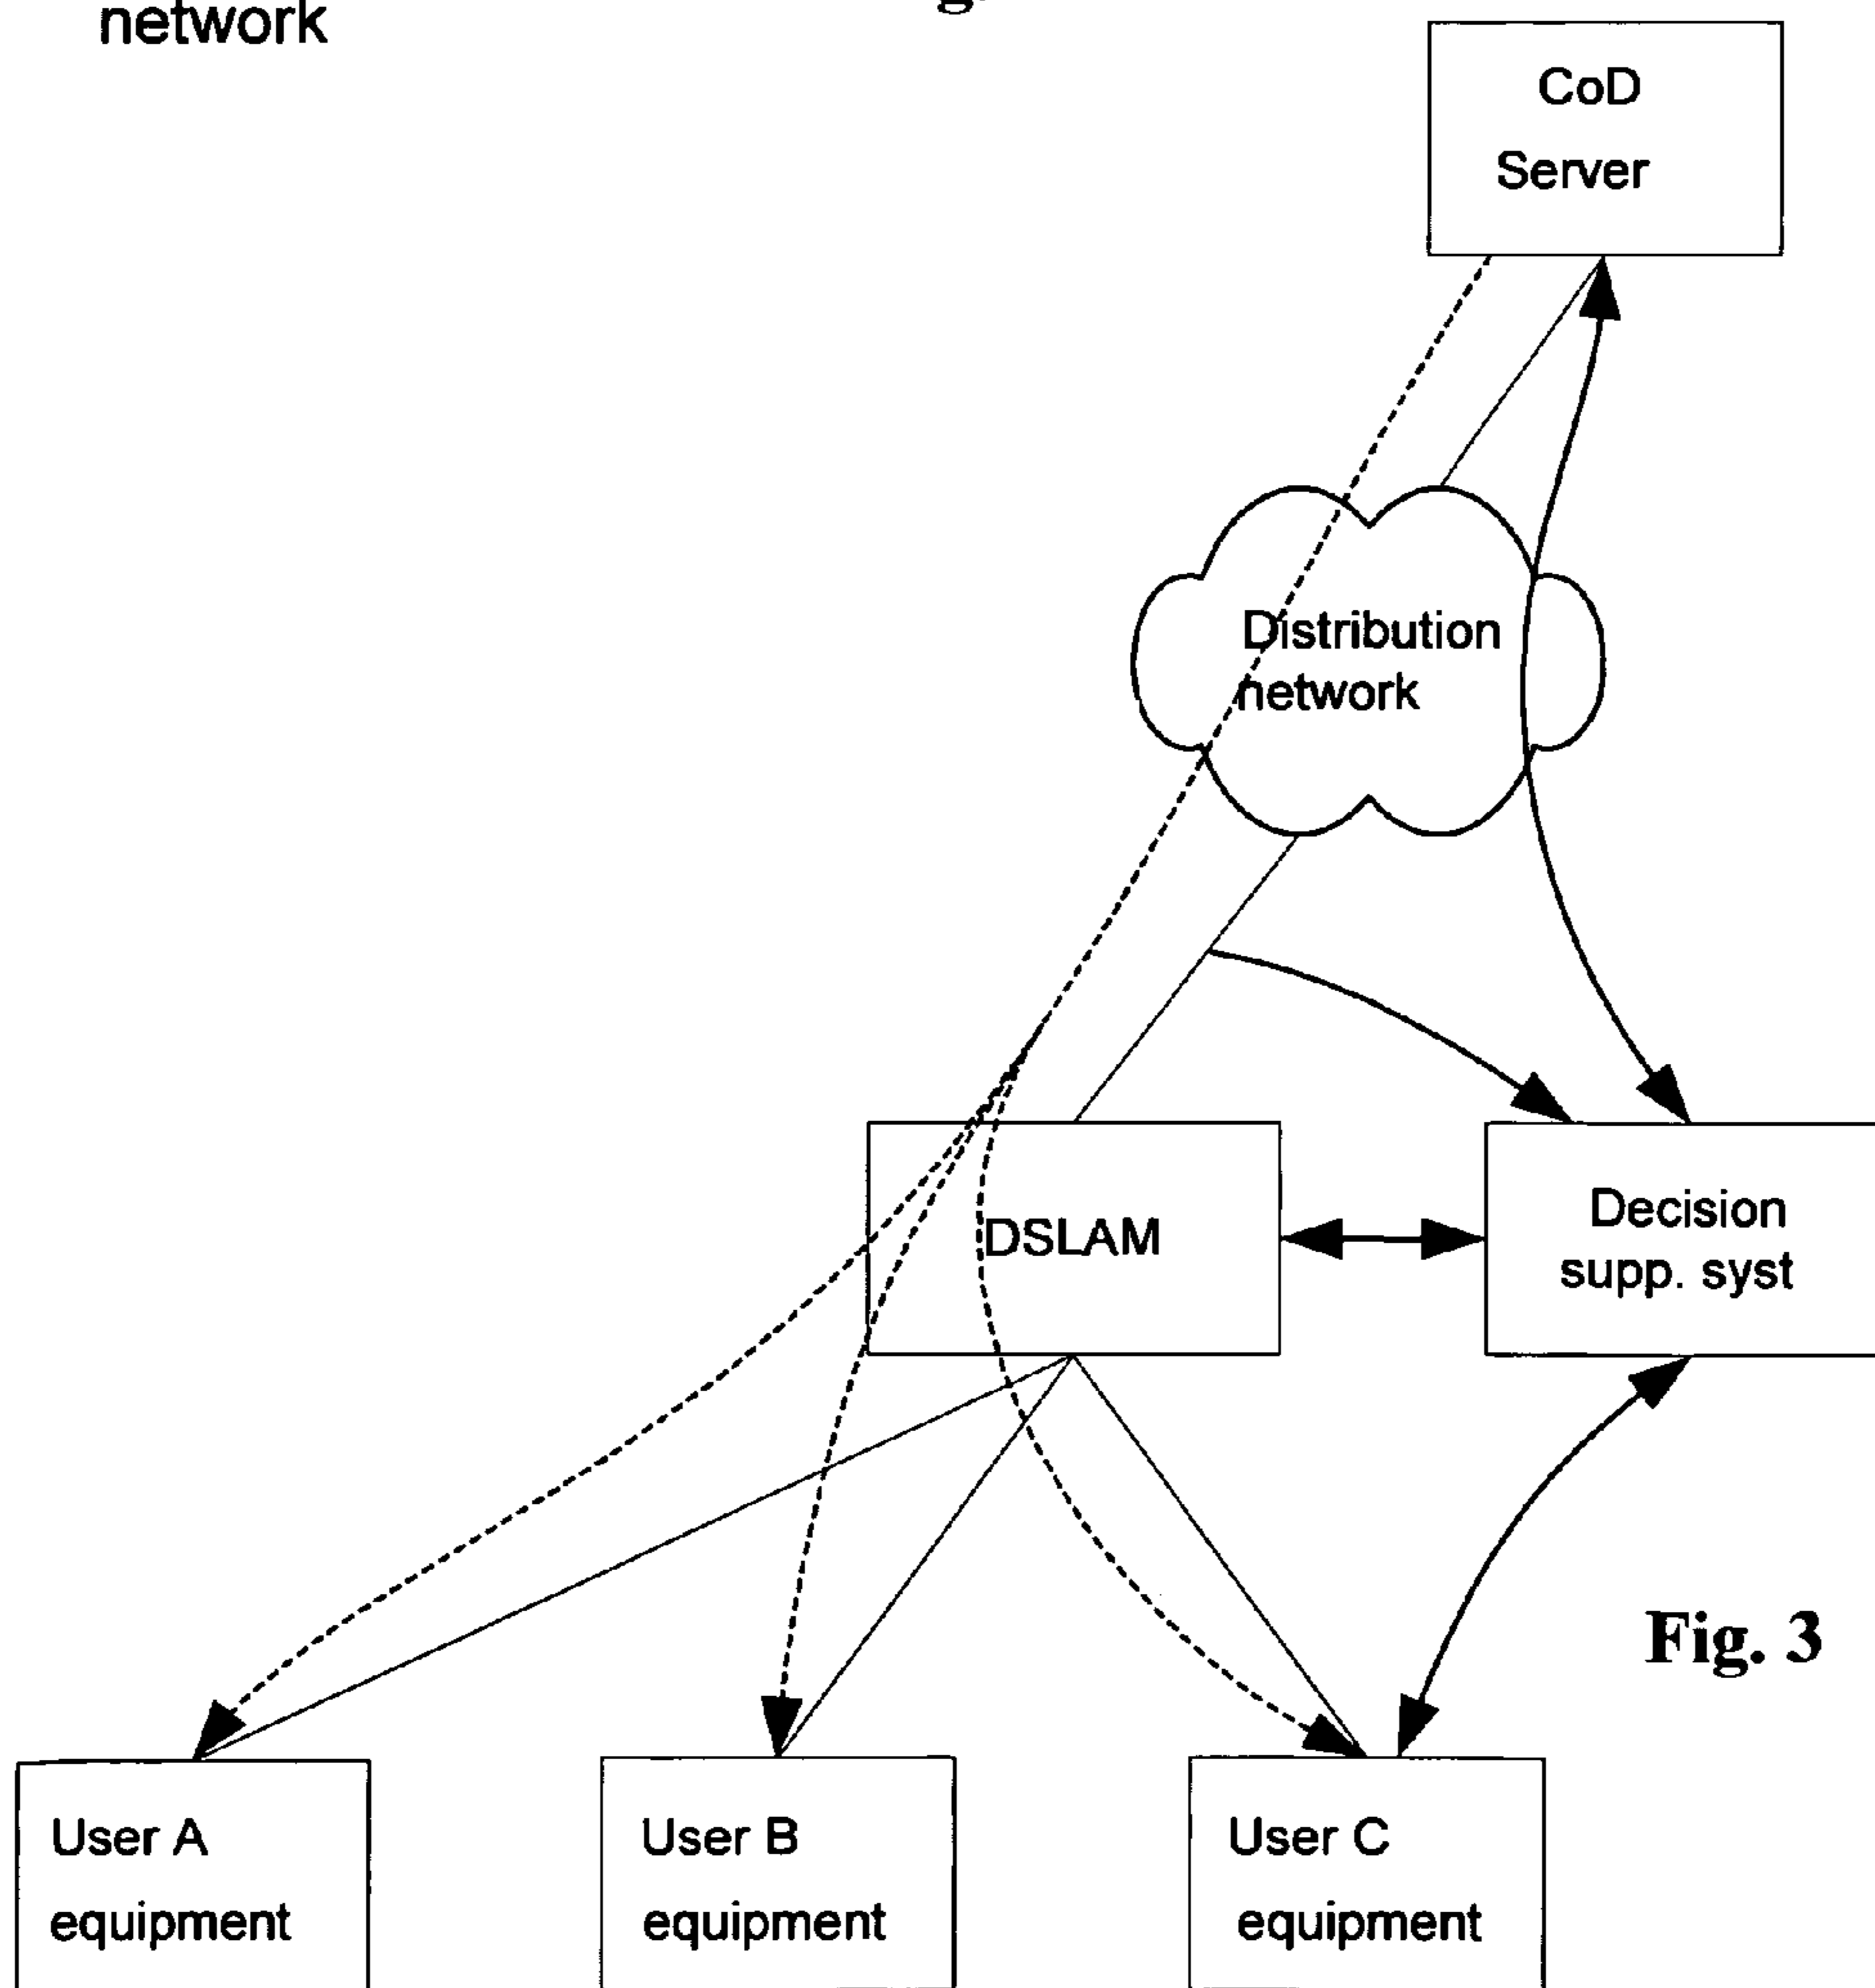 network
CoD
Server
Distribution
network
DSLAM
Decision
supp. syst
Fig. 3
User A
equipment
User B
equipment
User C
equipment